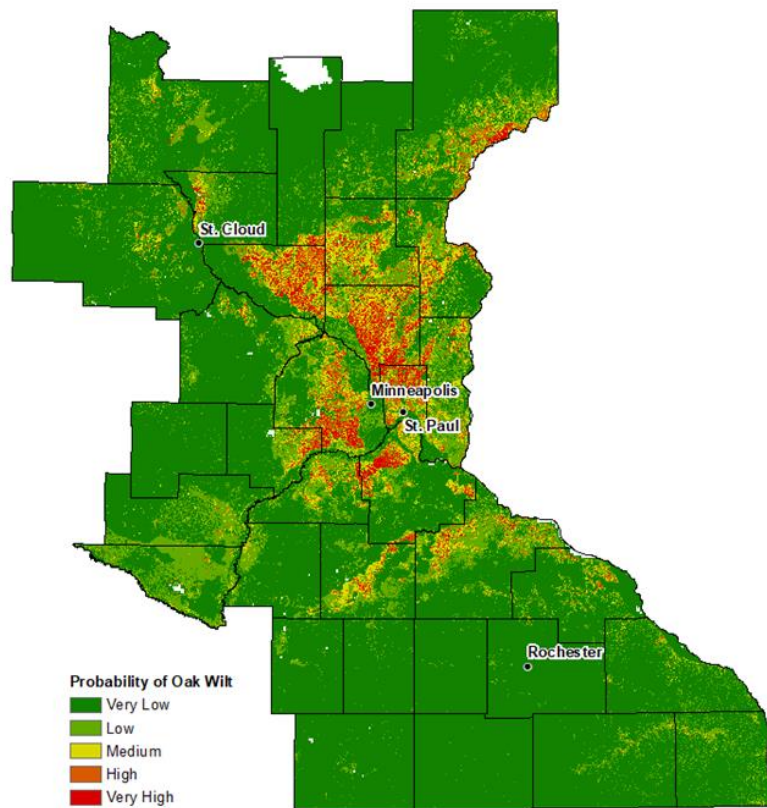 St. Cloud
Minneapolis
St. Paul
Rochester
Probability of Oak Wilt
Very Low
Low
Medium
High
Very High